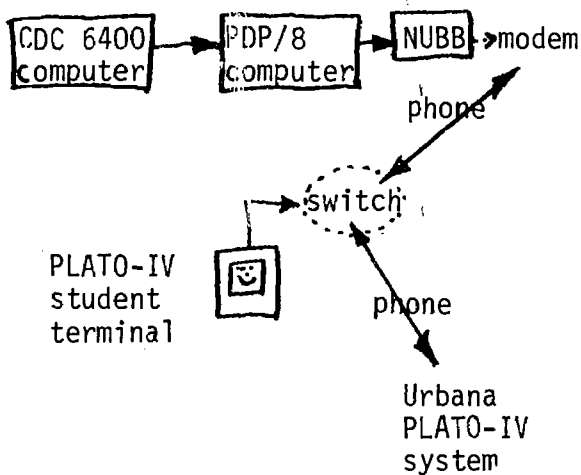 CDC 6400
computer
PDP/8
computer
NUBB
modem
phone
switch
PLATO-IV
student
terminal
phone
Urbana
PLATO-IV
system